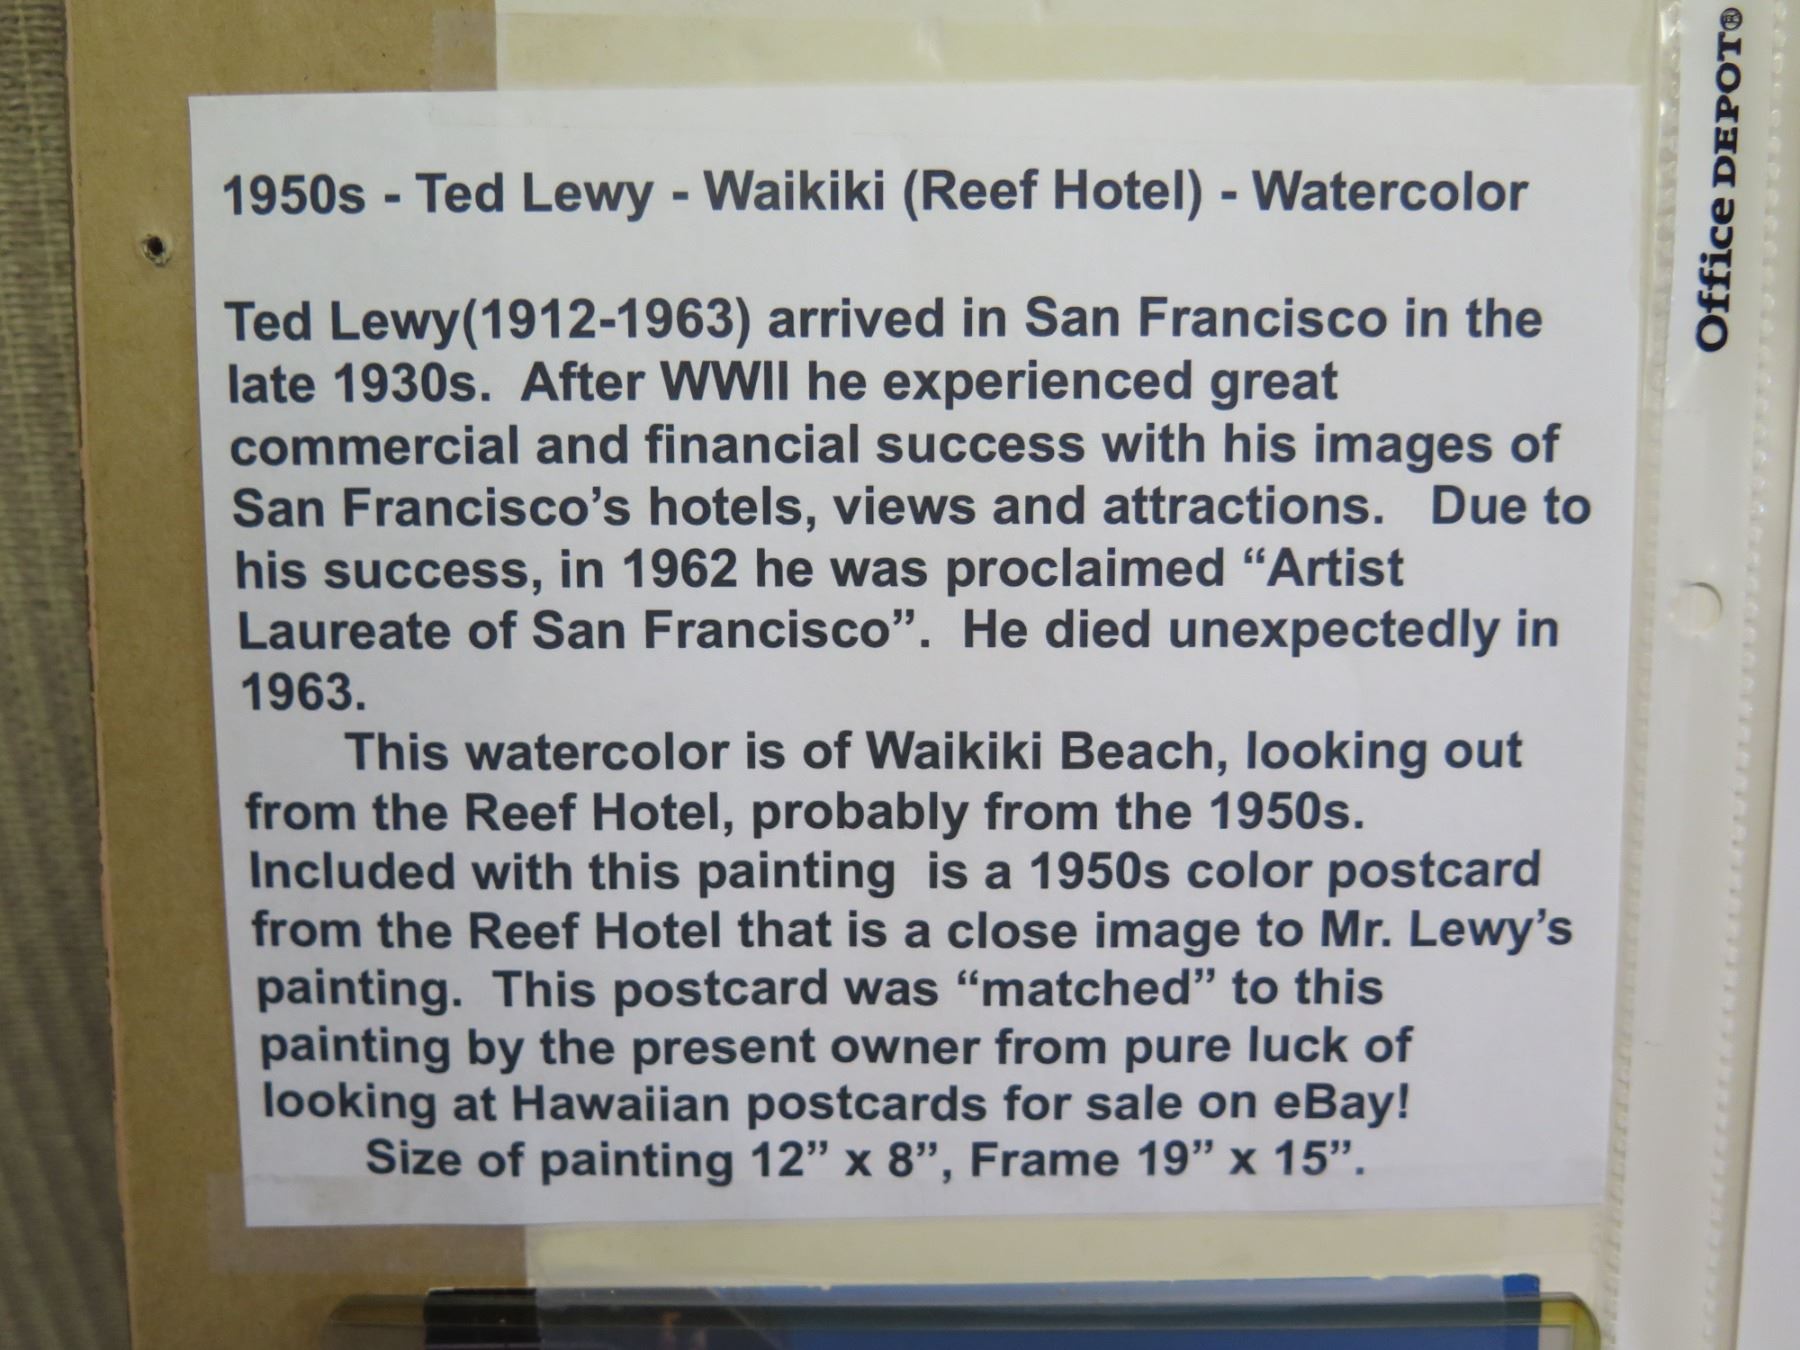 1950s - Ted Lewy - Waikiki (Reef Hotel) - Watercolor
Ted Lewy(1912-1963) arrived in San Francisco in the
late 1930s.  After WWII he experienced great
commercial and financial success with his images of
San Francisco’s hotels, views and attractions.   Due to
his success, in 1962 he was proclaimed “Artist
Laureate of San Francisco”.  He died unexpectedly in
1963.
This watercolor is of Waikiki Beach, looking out
from the Reef Hotel, probably from the 1950s.
Included with this painting  is a 1950s color postcard
from the Reef Hotel that is a close image to Mr. Lewy’s
painting.  This postcard was “matched” to this
painting by the present owner from pure luck of
looking at Hawaiian postcards for sale on eBay!
Size of painting 12” x 8”, Frame 19” x 15”.
Office DEPOT®